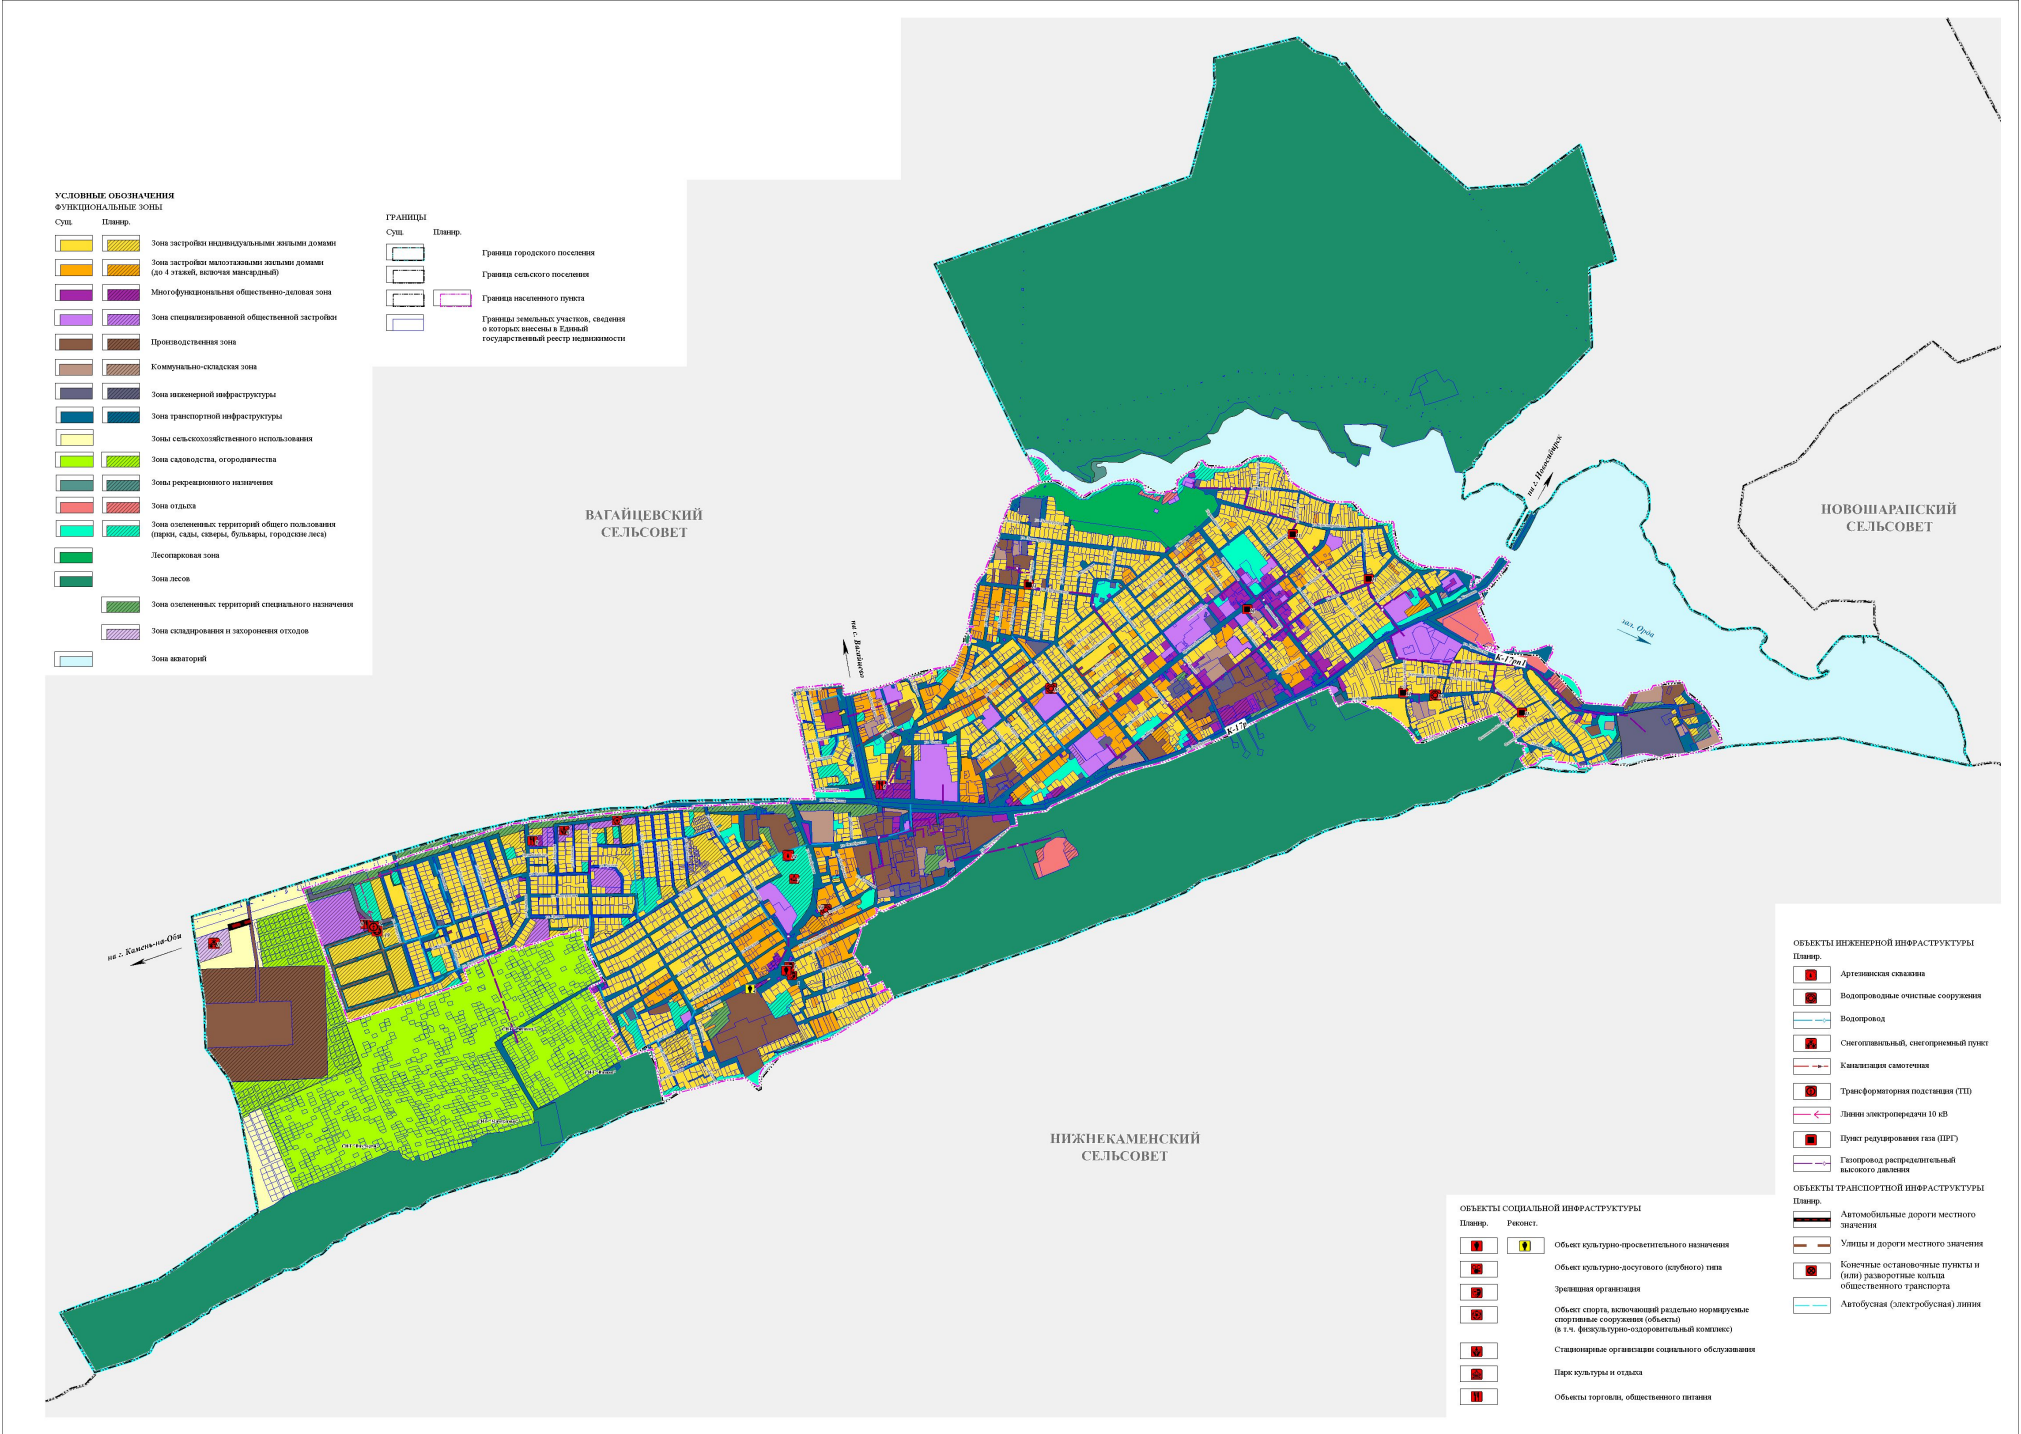 УСЛОВНЫЕ ОБОЗНАЧЕНИЯ
ФУНКЦИОНАЛЬНЫЕ ЗОНЫ
Сущ. Планир.
Зона застройки индивидуальными жилыми домами
Зона застройки малоэтажными жилыми домами
(до 4 этажей, включая мансардный)
Многофункциональная общественно-деловая зона
Зона специализированной общественной застройки
Производственная зона
Коммунально-складская зона
Зона инженерной инфраструктуры
Зона транспортной инфраструктуры
Зоны сельскохозяйственного использования
Зона садоводства, огородничества
Зоны рекреационного назначения
Зона отдыха
Зона озелененных территорий общего пользования
(парки, сады, скверы, бульвары, городские леса)
Лесопарковая зона
Зона лесов
Зона озелененных территорий специального назначения
Зона складирования и захоронения отходов
Зона акваторий
ГРАНИЦЫ
Сущ. Планир.
Граница городского поселения
Граница сельского поселения
Граница населенного пункта
Границы земельных участков, сведения
о которых внесены в Единый
государственный реестр недвижимости
ВАГАЙЦЕВСКИЙ
СЕЛЬСОВЕТ
НОВОШАРАПСКИЙ
СЕЛЬСОВЕТ
НИЖНЕКАМЕНСКИЙ
СЕЛЬСОВЕТ
на г. Новосибирск
зал. Орда
на с. Вагайцево
на г. Камень-на-Оби
К-17р
К-17рп1
ОБЪЕКТЫ ИНЖЕНЕРНОЙ ИНФРАСТРУКТУРЫ
Планир.
Артезианская скважина
Водопроводные очистные сооружения
Водопровод
Снегоплавильный, снегоприемный пункт
Канализация самотечная
Трансформаторная подстанция (ТП)
Линии электропередачи 10 кВ
Пункт редуцирования газа (ПРГ)
Газопровод распределительный
высокого давления
ОБЪЕКТЫ ТРАНСПОРТНОЙ ИНФРАСТРУКТУРЫ
Планир.
Автомобильные дороги местного
значения
Улицы и дороги местного значения
Конечные остановочные пункты и
(или) разворотные кольца
общественного транспорта
Автобусная (электробусная) линия
ОБЪЕКТЫ СОЦИАЛЬНОЙ ИНФРАСТРУКТУРЫ
Планир. Реконст.
Объект культурно-просветительного назначения
Объект культурно-досугового (клубного) типа
Зрелищная организация
Объект спорта, включающий раздельно нормируемые
спортивные сооружения (объекты)
(в т.ч. физкультурно-оздоровительный комплекс)
Стационарные организации социального обслуживания
Парк культуры и отдыха
Объекты торговли, общественного питания